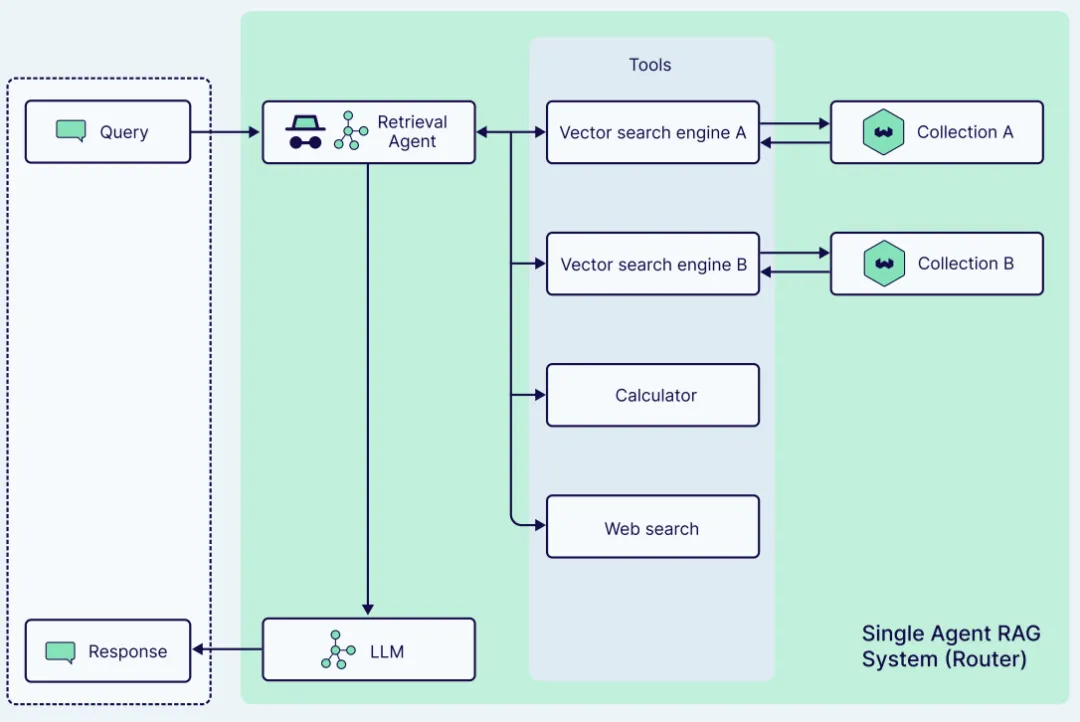 Tools
Query
Retrieval
Agent
Vector search engine A
Collection A
Vector search engine B
Collection B
Calculator
Web search
Response
LLM
Single Agent RAG
System (Router)